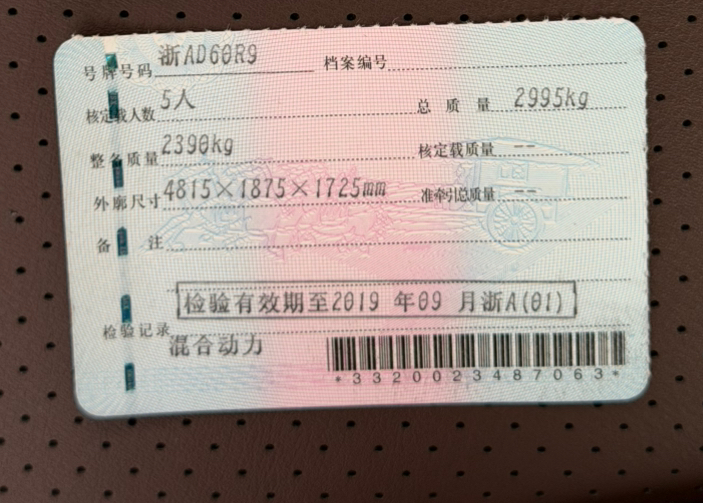 号牌号码 浙AD60R9 档案编号
核定载人数 5人 总质量 2995kg
整备质量 2390kg 核定载质量 --
外廓尺寸 4815×1875×1725mm 准牵引总质量 --
备注
检验有效期至2019 年09 月浙A(01)
检验记录
混合动力
*3320023487063*